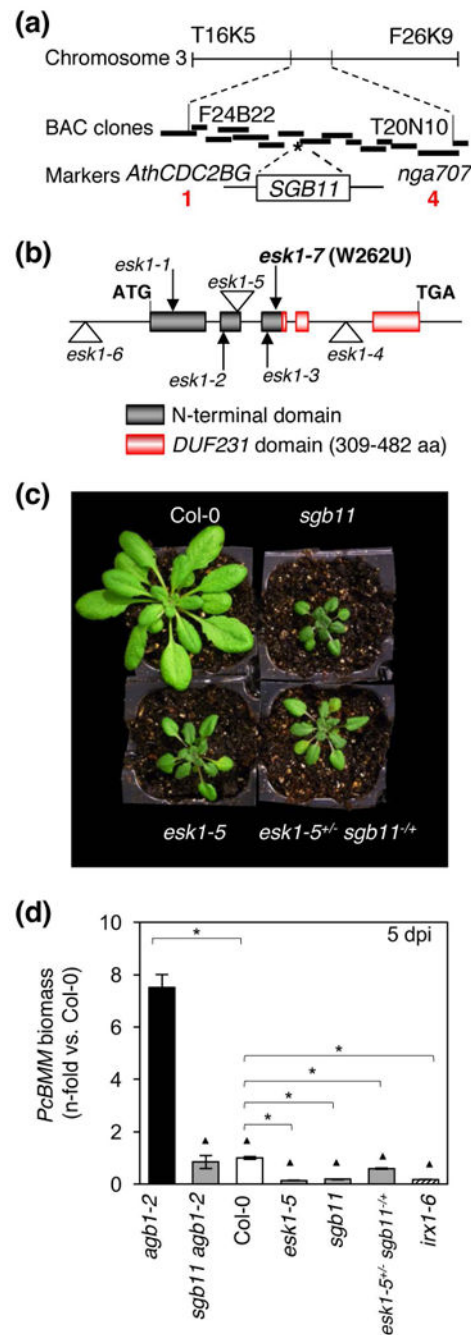 (a)
T16K5 F26K9
Chromosome 3
F24B22
BAC clones T20N10
*
Markers AthCDC2BG SGB11 nga707
1 4
(b)
esk1-1 esk1-5 esk1-7 (W262U)
ATG TGA
esk1-6 esk1-2 esk1-3 esk1-4
N-terminal domain
DUF231 domain (309-482 aa)
(c)
Col-0 sgb11
esk1-5 esk1-5+/- sgb11-/+
(d)
5 dpi
PcBMM biomass
(n-fold vs. Col-0)
10
8
6
4
2
0
*
*
*
*
*
agb1-2
sgb11 agb1-2
Col-0
esk1-5
sgb11
esk1-5+/- sgb11-/+
irx1-6